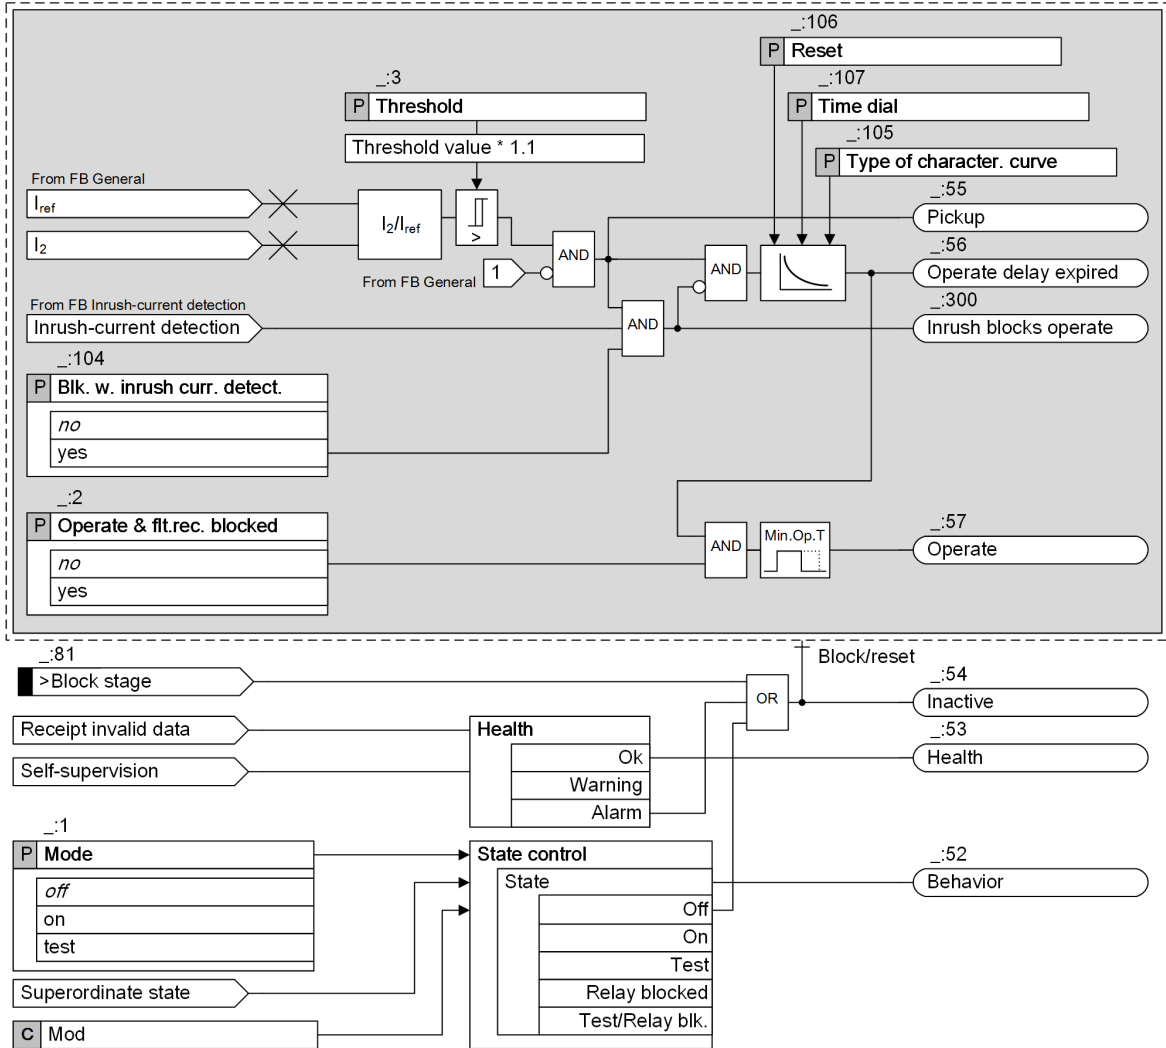 _:106
P Reset
_:3
_:107
P Threshold
P Time dial
_:105
Threshold value * 1.1
P Type of character. curve
From FB General
_:55
Iref
>
I2/Iref
Pickup
_:56
I2
AND
AND
From FB General
1
Operate delay expired
_:300
From FB Inrush-current detection
Inrush-current detection
AND
Inrush blocks operate
_:104
P Blk. w. inrush curr. detect.
no
yes
_:2
P Operate & flt.rec. blocked
_:57
no
AND
Min.Op.T
Operate
yes
_:81
Block/reset
>Block stage
_:54
OR
Inactive
Receipt invalid data
Health
_:53
Ok
Health
Self-supervision
Warning
Alarm
_:1
P Mode
State control
_:52
off
State
Behavior
on
Off
test
On
Test
Superordinate state
Relay blocked
C Mod
Test/Relay blk.